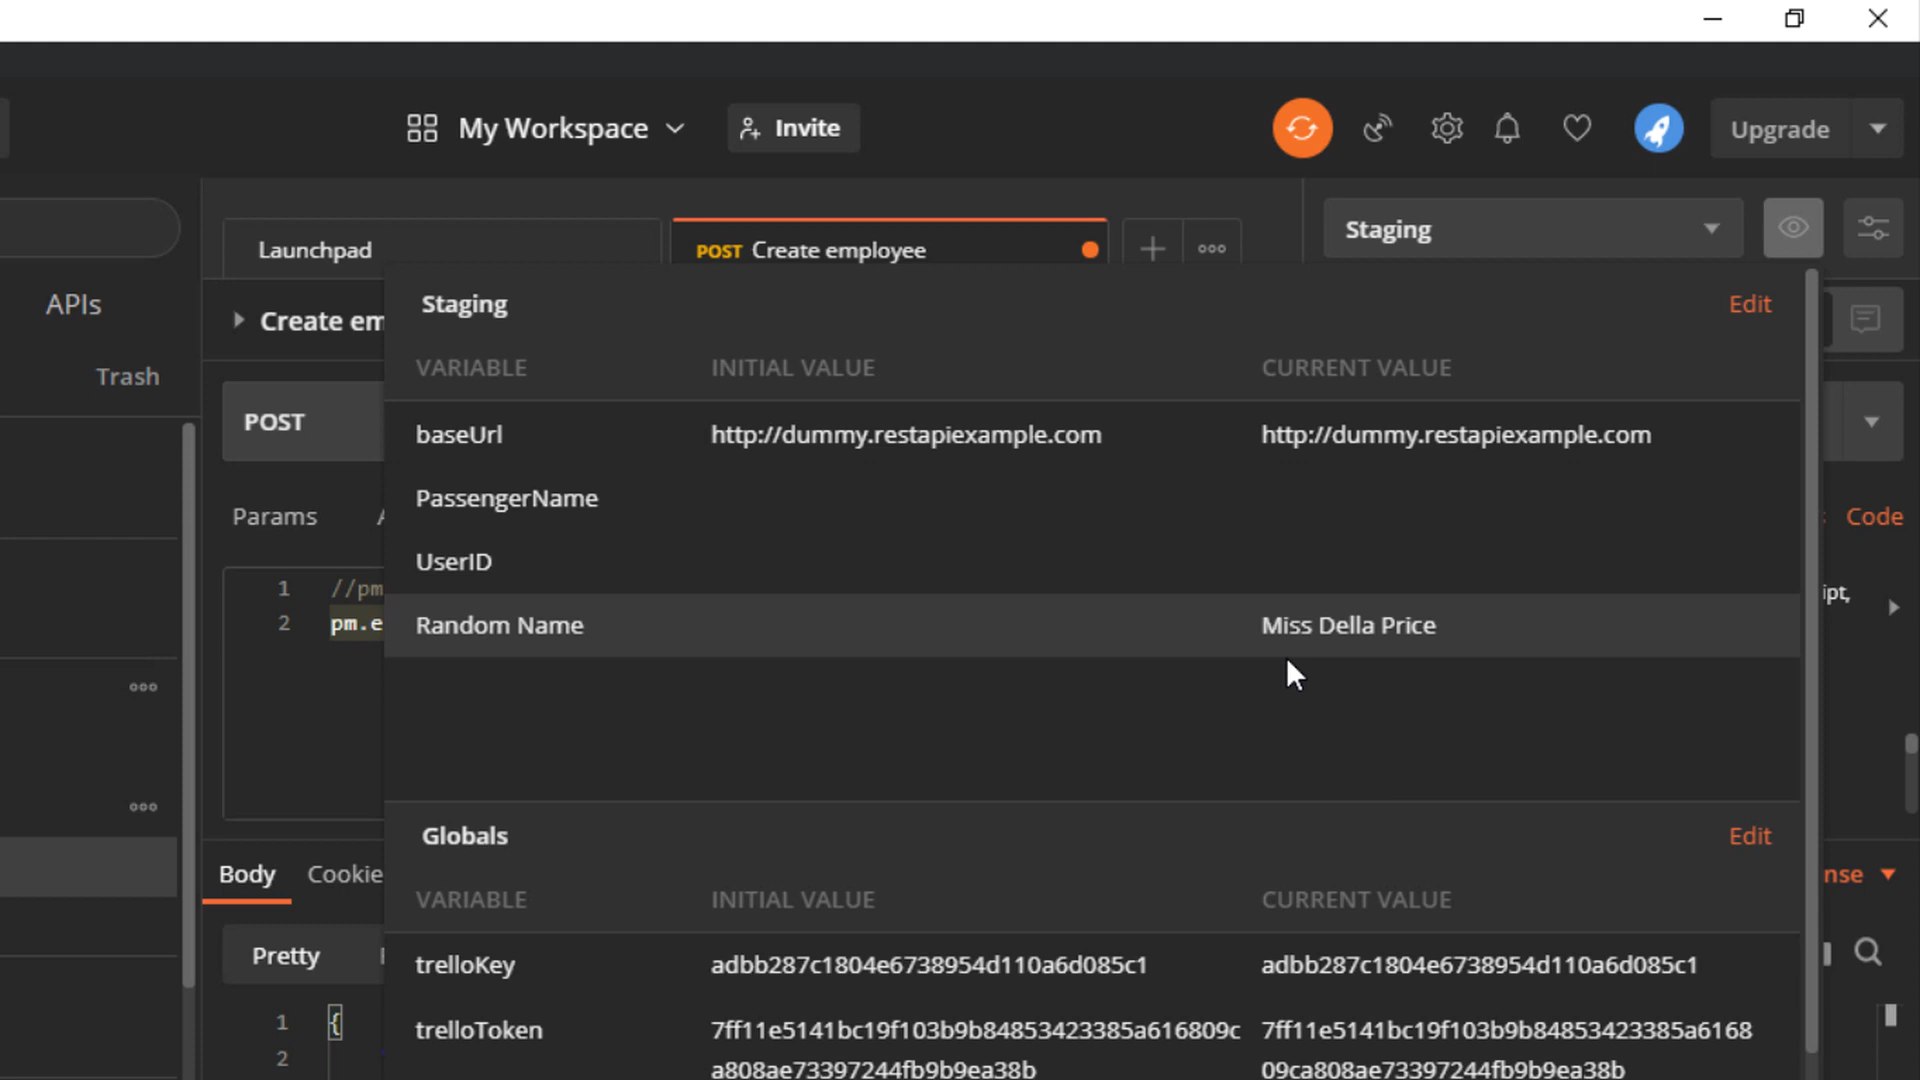 My Workspace
Invite
Upgrade
Launchpad
POST Create employee
Staging
APIs
Create em
Staging
Edit
Trash
VARIABLE INITIAL VALUE CURRENT VALUE
POST
baseUrl http://dummy.restapiexample.com http://dummy.restapiexample.com
PassengerName
Params
Code
UserID
1 //pm
ipt,
2 pm.e
Random Name Miss Della Price
Globals
Edit
Body Cookie
nse
VARIABLE INITIAL VALUE CURRENT VALUE
Pretty
trelloKey adbb287c1804e6738954d110a6d085c1 adbb287c1804e6738954d110a6d085c1
1 {
trelloToken 7ff11e5141bc19f103b9b84853423385a616809c 7ff11e5141bc19f103b9b84853423385a6168
2
a808ae73397244fb9b9ea38b 09ca808ae73397244fb9b9ea38b